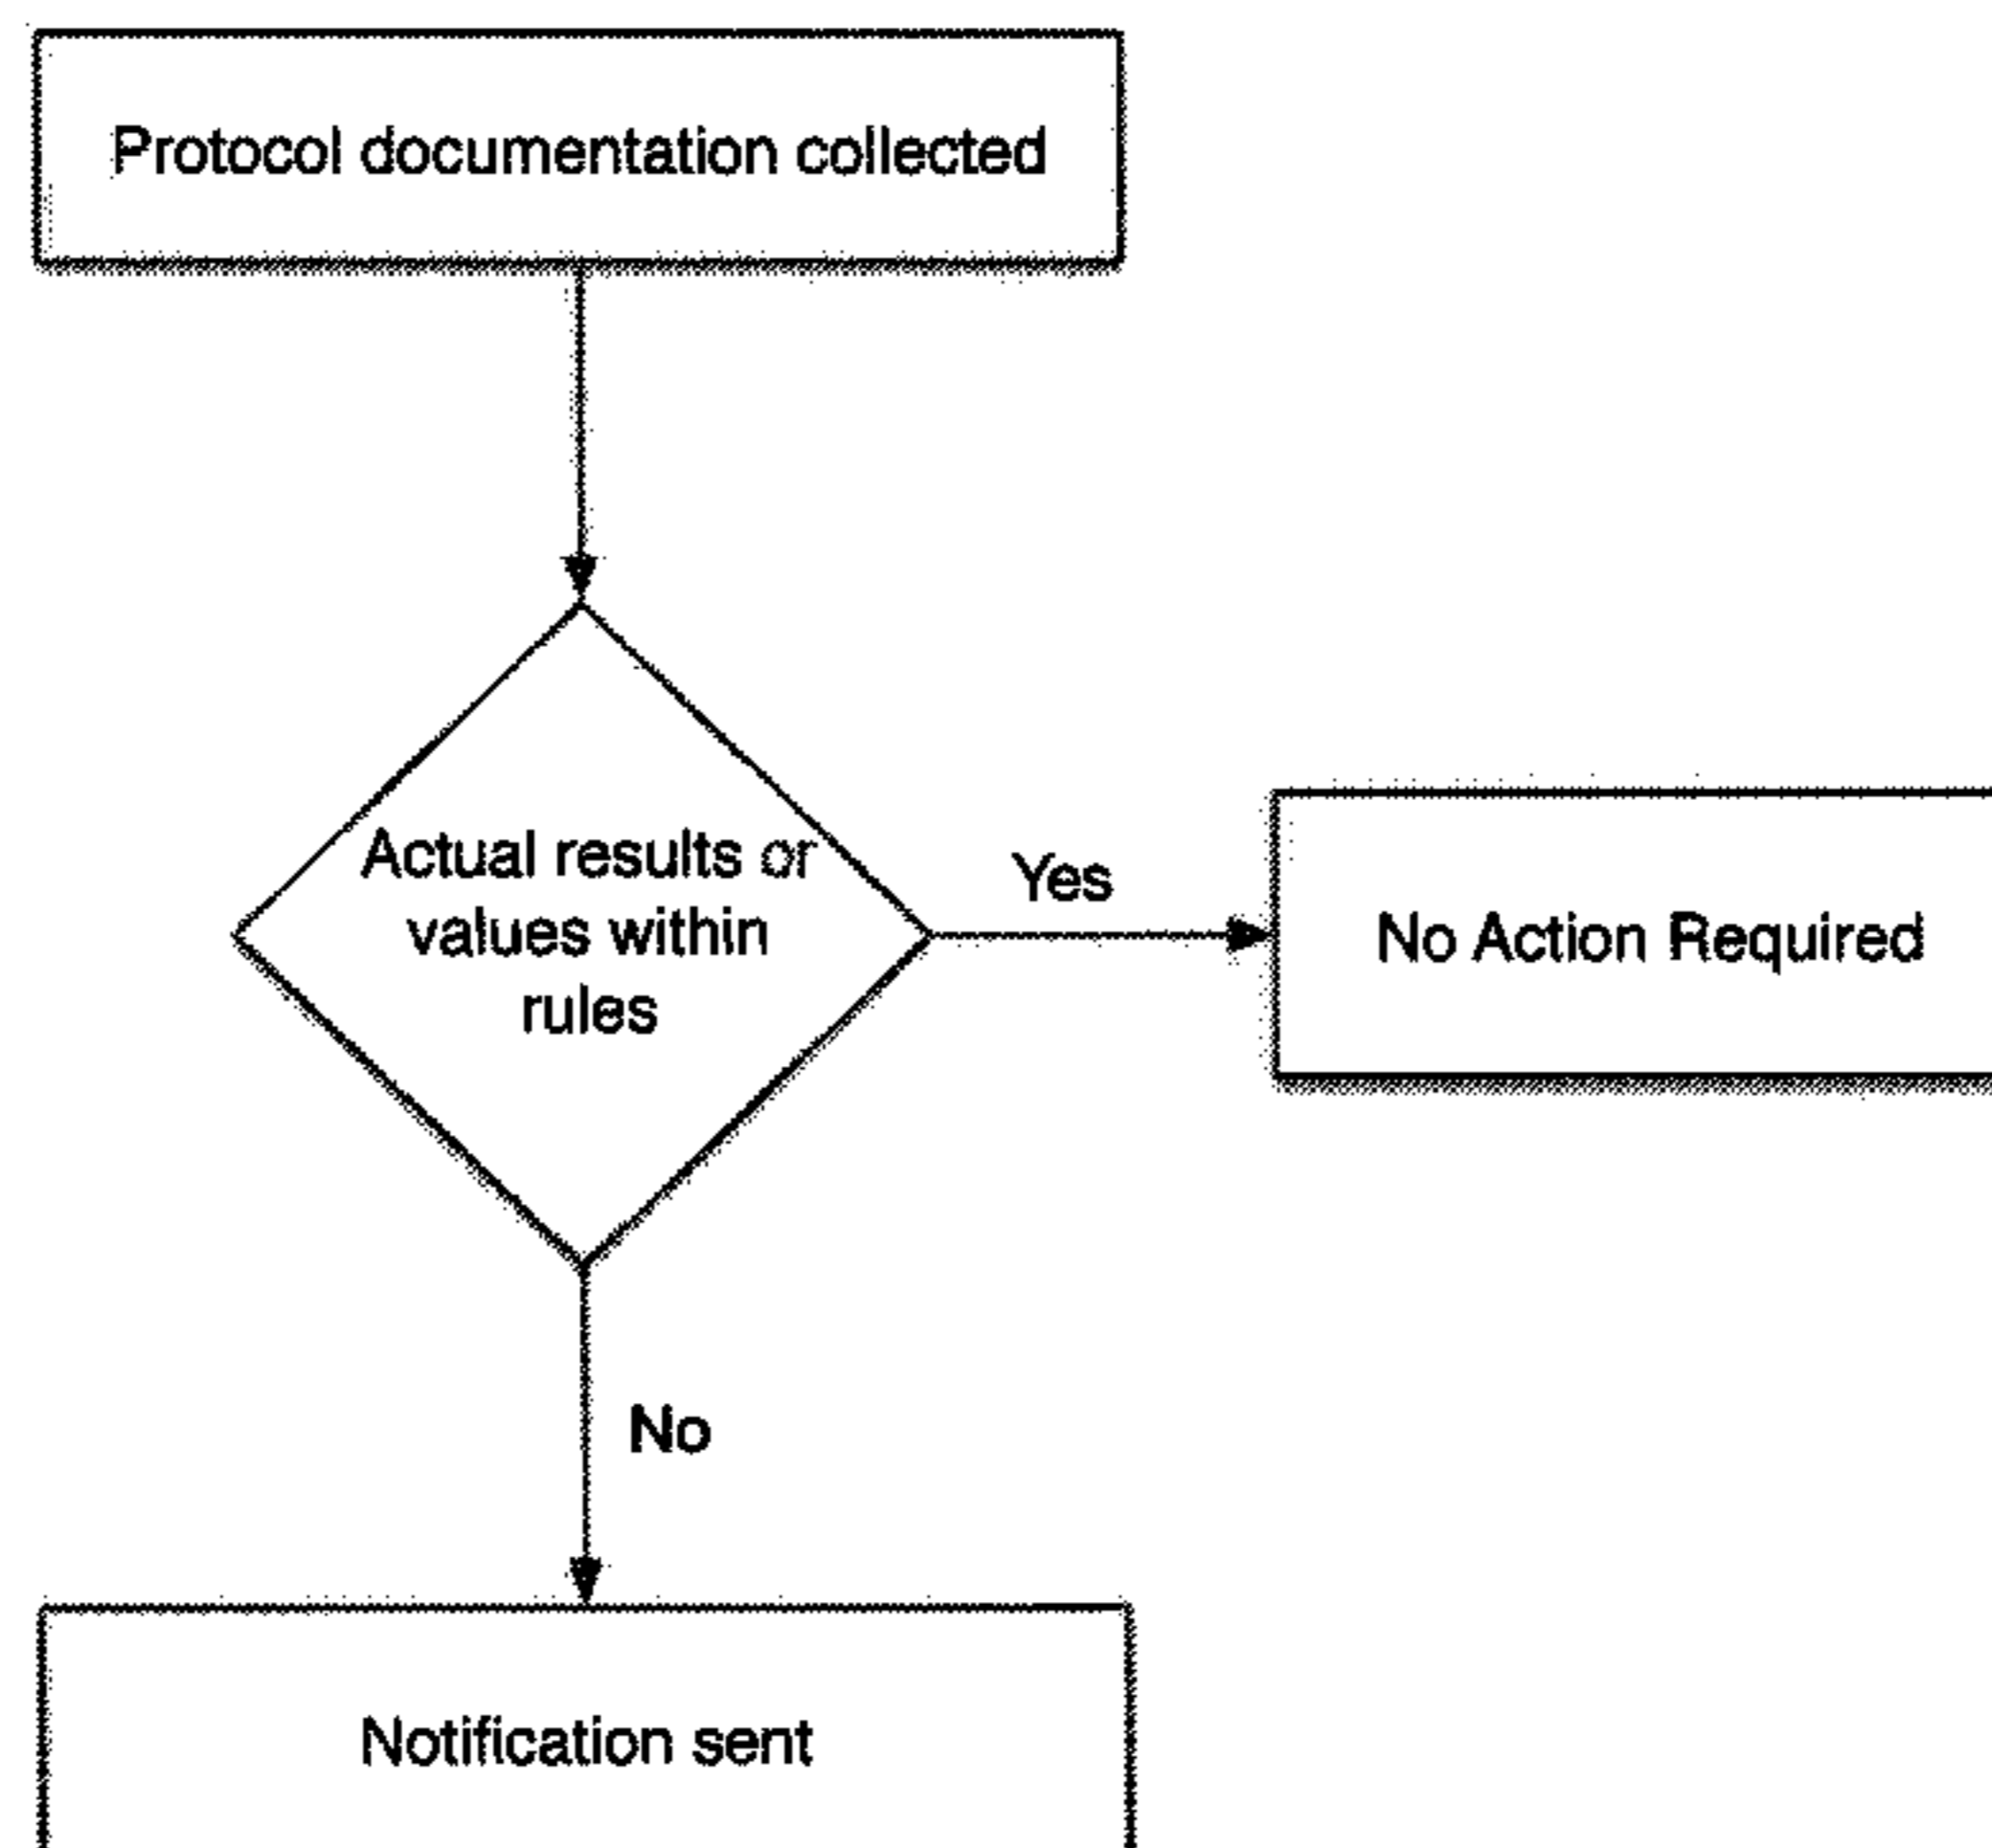 Protocol documentation collected
Actual results or
values within
rules
Yes
No Action Required
No
Notification sent